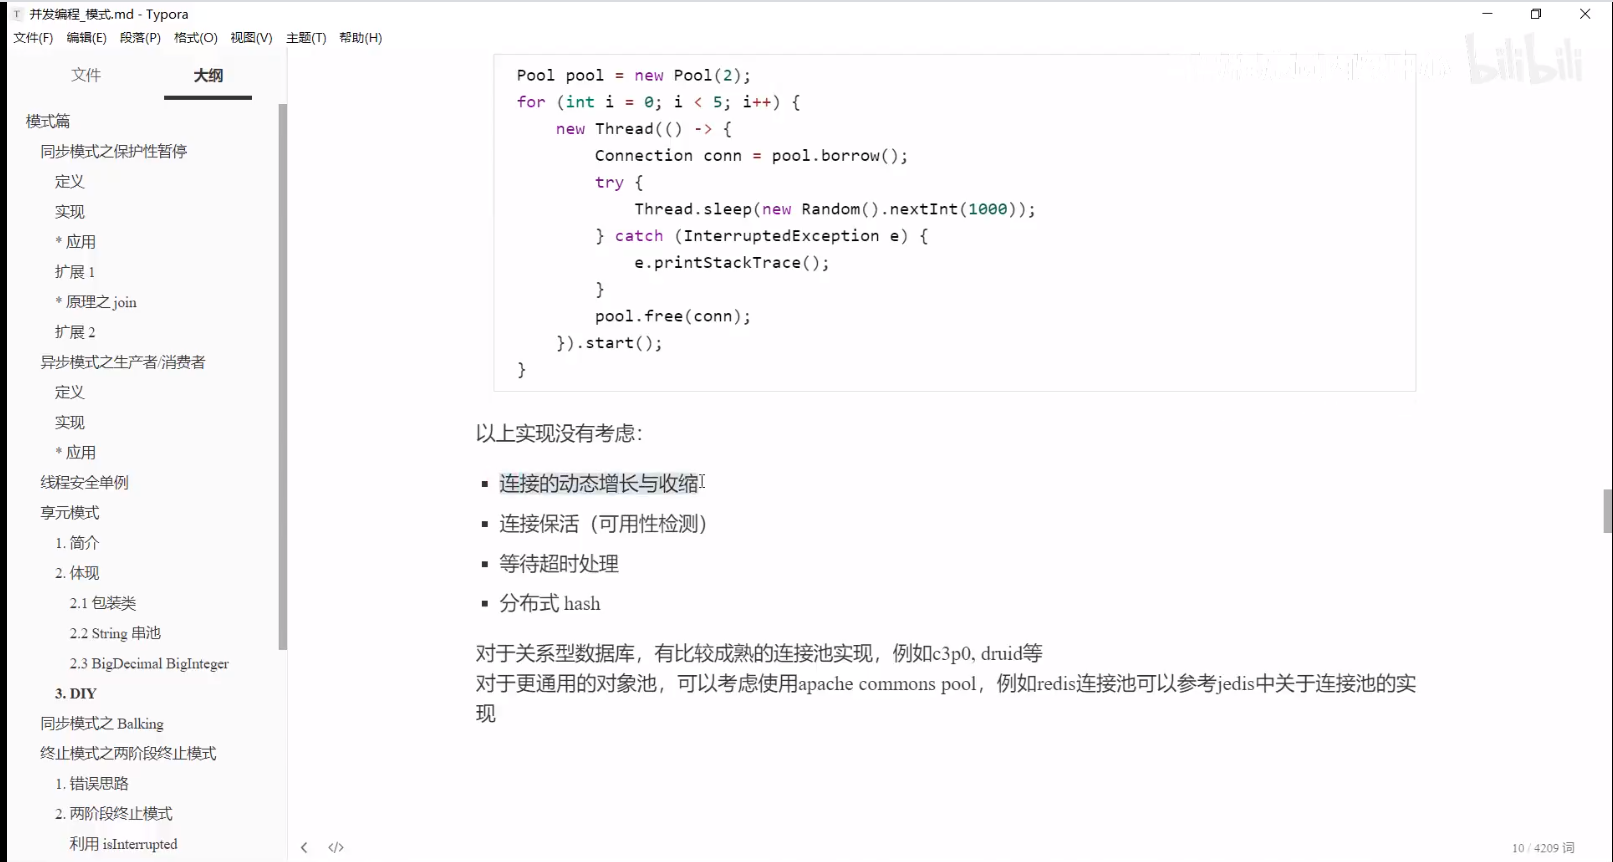 并发编程_模式.md - Typora
文件(F) 编辑(E) 段落(P) 格式(O) 视图(V) 主题(T) 帮助(H)
文件 大纲
模式篇
同步模式之保护性暂停
定义
实现
* 应用
扩展 1
* 原理之 join
扩展 2
异步模式之生产者/消费者
定义
实现
* 应用
线程安全单例
享元模式
1. 简介
2. 体现
2.1 包装类
2.2 String 串池
2.3 BigDecimal BigInteger
3. DIY
同步模式之 Balking
终止模式之两阶段终止模式
1. 错误思路
2. 两阶段终止模式
利用 isInterrupted
bilibili
Pool pool = new Pool(2);
for (int i = 0; i < 5; i++) {
new Thread(() -> {
Connection conn = pool.borrow();
try {
Thread.sleep(new Random().nextInt(1000));
} catch (InterruptedException e) {
e.printStackTrace();
}
pool.free(conn);
}).start();
}
以上实现没有考虑：
▪ 连接的动态增长与收缩
▪ 连接保活（可用性检测）
▪ 等待超时处理
▪ 分布式 hash
对于关系型数据库，有比较成熟的连接池实现，例如c3p0, druid等
对于更通用的对象池，可以考虑使用apache commons pool，例如redis连接池可以参考jedis中关于连接池的实
现
10 / 4209 词